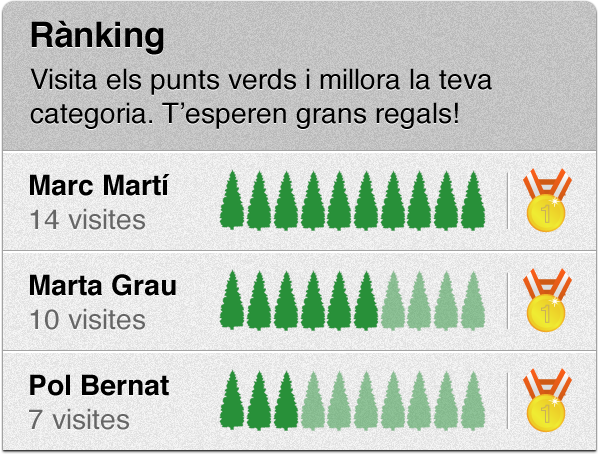 Rànking
Visita els punts verds i millora la teva
categoria. T'esperen grans regals!
Marc Martí
14 visites
1
Marta Grau
10 visites
1
Pol Bernat
7 visites
1